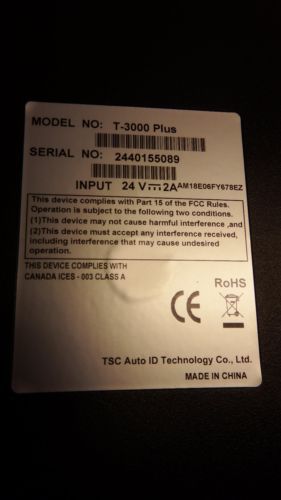 MODEL NO: T-3000 Plus
SERIAL NO: 2440155089
INPUT 24 V⎓2A AM18E06FY678EZ
This device complies with Part 15 of the FCC Rules.
Operation is subject to the following two conditions.
(1)This device may not cause harmful interference ,and
(2)This device must accept any interference received,
including interference that may cause undesired
operation.
THIS DEVICE COMPLIES WITH
CANADA ICES - 003 CLASS A
RoHS
CE
TSC Auto ID Technology Co., Ltd.
MADE IN CHINA